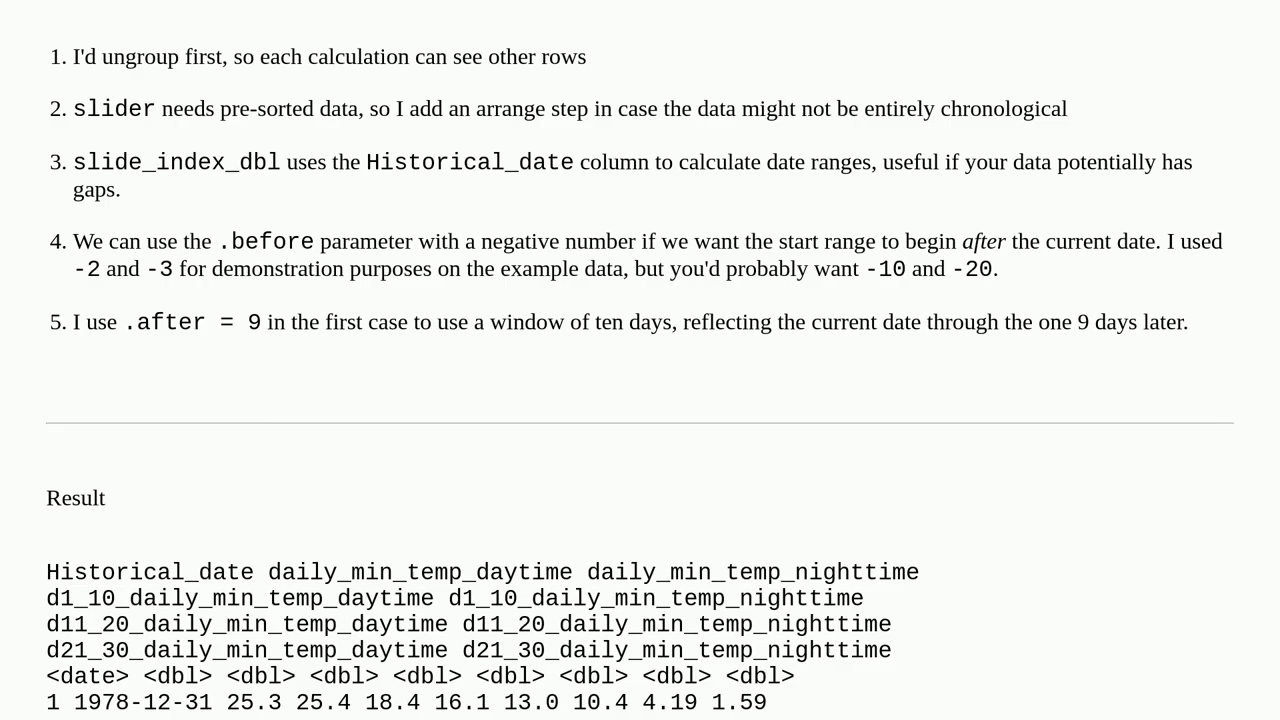 1. I'd ungroup first, so each calculation can see other rows
2. slider needs pre-sorted data, so I add an arrange step in case the data might not be entirely chronological
3. slide_index_dbl uses the Historical_date column to calculate date ranges, useful if your data potentially has
gaps.
4. We can use the .before parameter with a negative number if we want the start range to begin after the current date. I used
-2 and -3 for demonstration purposes on the example data, but you'd probably want -10 and -20.
5. I use .after = 9 in the first case to use a window of ten days, reflecting the current date through the one 9 days later.
Result
Historical_date daily_min_temp_daytime daily_min_temp_nighttime
d1_10_daily_min_temp_daytime d1_10_daily_min_temp_nighttime
d11_20_daily_min_temp_daytime d11_20_daily_min_temp_nighttime
d21_30_daily_min_temp_daytime d21_30_daily_min_temp_nighttime
<date> <dbl> <dbl> <dbl> <dbl> <dbl> <dbl> <dbl> <dbl>
1 1978-12-31 25.3 25.4 18.4 16.1 13.0 10.4 4.19 1.59